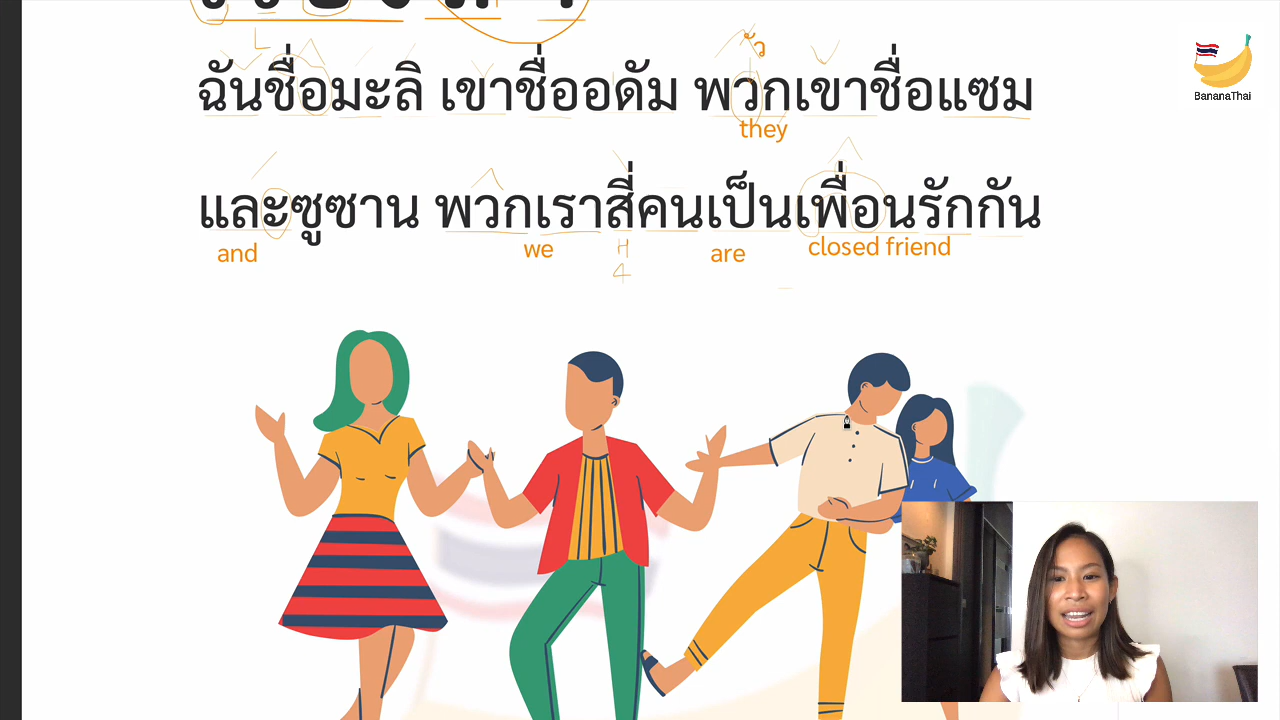 ัว
L
ฉันชื่อมะลิ เขาชื่ออดัม พวกเขาชื่อแซม
they
และซูซาน พวกเราสี่คนเป็นเพื่อนรักกัน
and we H are closed friend
4
BananaThai